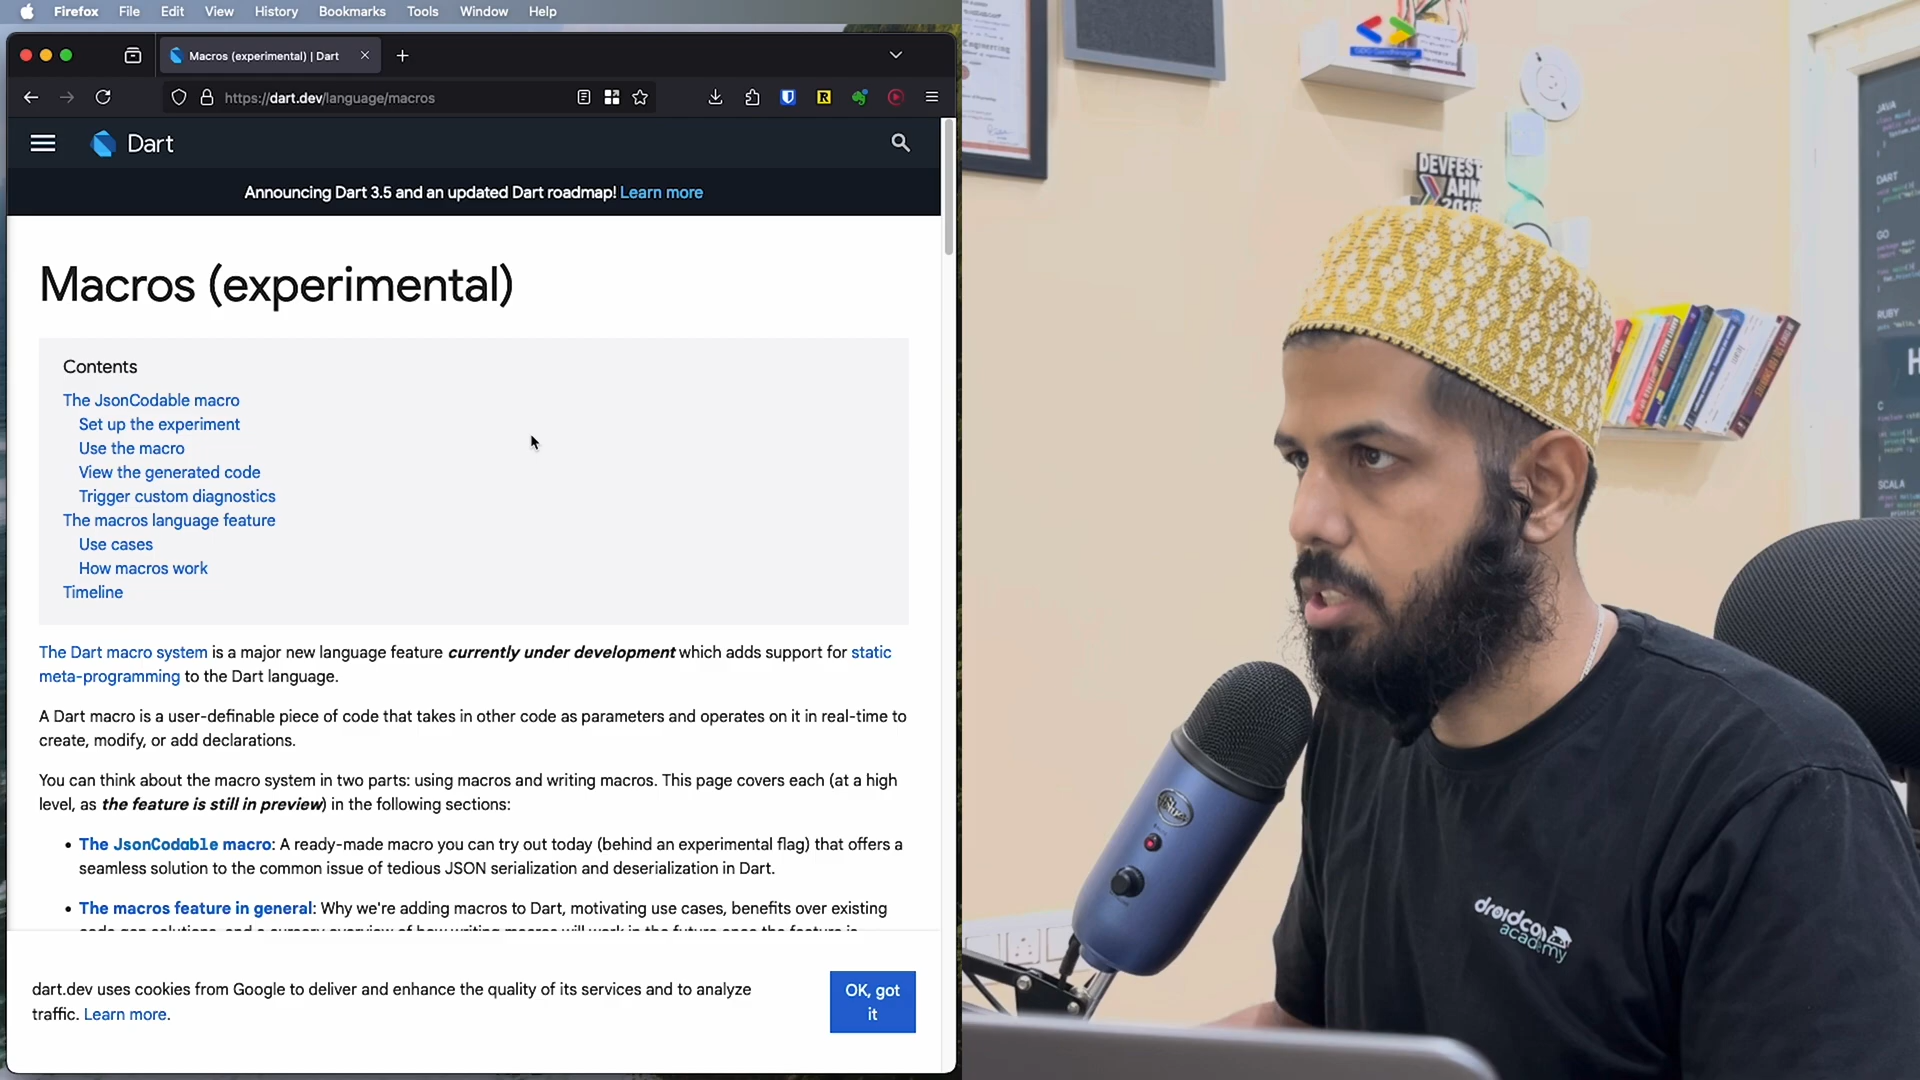 Firefox File Edit View History Bookmarks Tools Window Help
Macros (experimental) | Dart
https://dart.dev/language/macros
Dart
Announcing Dart 3.5 and an updated Dart roadmap! Learn more
Macros (experimental)
Contents
The JsonCodable macro
Set up the experiment
Use the macro
View the generated code
Trigger custom diagnostics
The macros language feature
Use cases
How macros work
Timeline
The Dart macro system is a major new language feature currently under development which adds support for static
meta-programming to the Dart language.
A Dart macro is a user-definable piece of code that takes in other code as parameters and operates on it in real-time to
create, modify, or add declarations.
You can think about the macro system in two parts: using macros and writing macros. This page covers each (at a high
level, as the feature is still in preview) in the following sections:
• The JsonCodable macro: A ready-made macro you can try out today (behind an experimental flag) that offers a
seamless solution to the common issue of tedious JSON serialization and deserialization in Dart.
• The macros feature in general: Why we're adding macros to Dart, motivating use cases, benefits over existing
dart.dev uses cookies from Google to deliver and enhance the quality of its services and to analyze
traffic. Learn more.
OK, got
it
DEVFEST
AHM
2018
JAVA
DART
GO
RUBY
C
SCALA
droidcon
academy